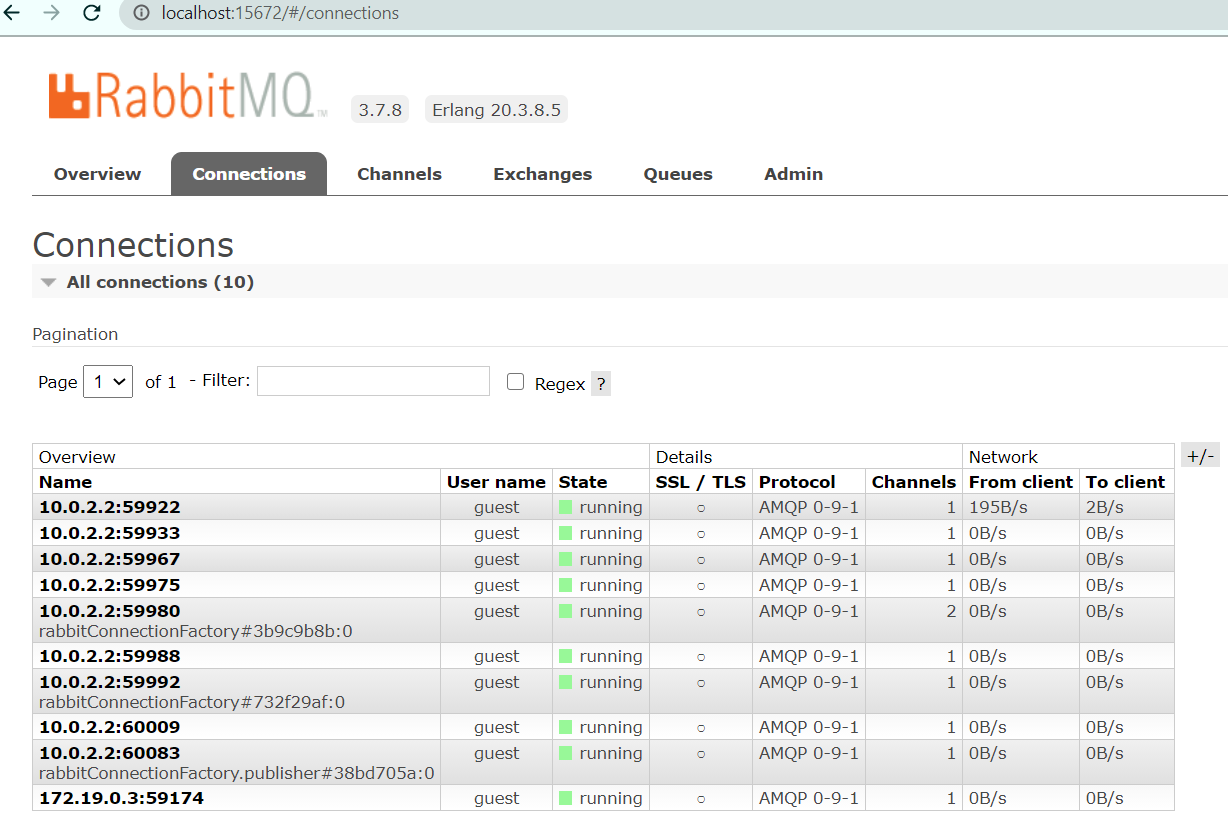 localhost:15672/#/connections
RabbitMQ TM 3.7.8 Erlang 20.3.8.5
Overview Connections Channels Exchanges Queues Admin
Connections
All connections (10)
Pagination
Page 1 of 1 - Filter: Regex ?
Overview Details Network +/-
Name User name State SSL / TLS Protocol Channels From client To client
10.0.2.2:59922 guest running ○ AMQP 0-9-1 1 195B/s 2B/s
10.0.2.2:59933 guest running ○ AMQP 0-9-1 1 0B/s 0B/s
10.0.2.2:59967 guest running ○ AMQP 0-9-1 1 0B/s 0B/s
10.0.2.2:59975 guest running ○ AMQP 0-9-1 1 0B/s 0B/s
10.0.2.2:59980 guest running ○ AMQP 0-9-1 2 0B/s 0B/s
rabbitConnectionFactory#3b9c9b8b:0
10.0.2.2:59988 guest running ○ AMQP 0-9-1 1 0B/s 0B/s
10.0.2.2:59992 guest running ○ AMQP 0-9-1 1 0B/s 0B/s
rabbitConnectionFactory#732f29af:0
10.0.2.2:60009 guest running ○ AMQP 0-9-1 1 0B/s 0B/s
10.0.2.2:60083 guest running ○ AMQP 0-9-1 1 0B/s 0B/s
rabbitConnectionFactory.publisher#38bd705a:0
172.19.0.3:59174 guest running ○ AMQP 0-9-1 1 0B/s 0B/s